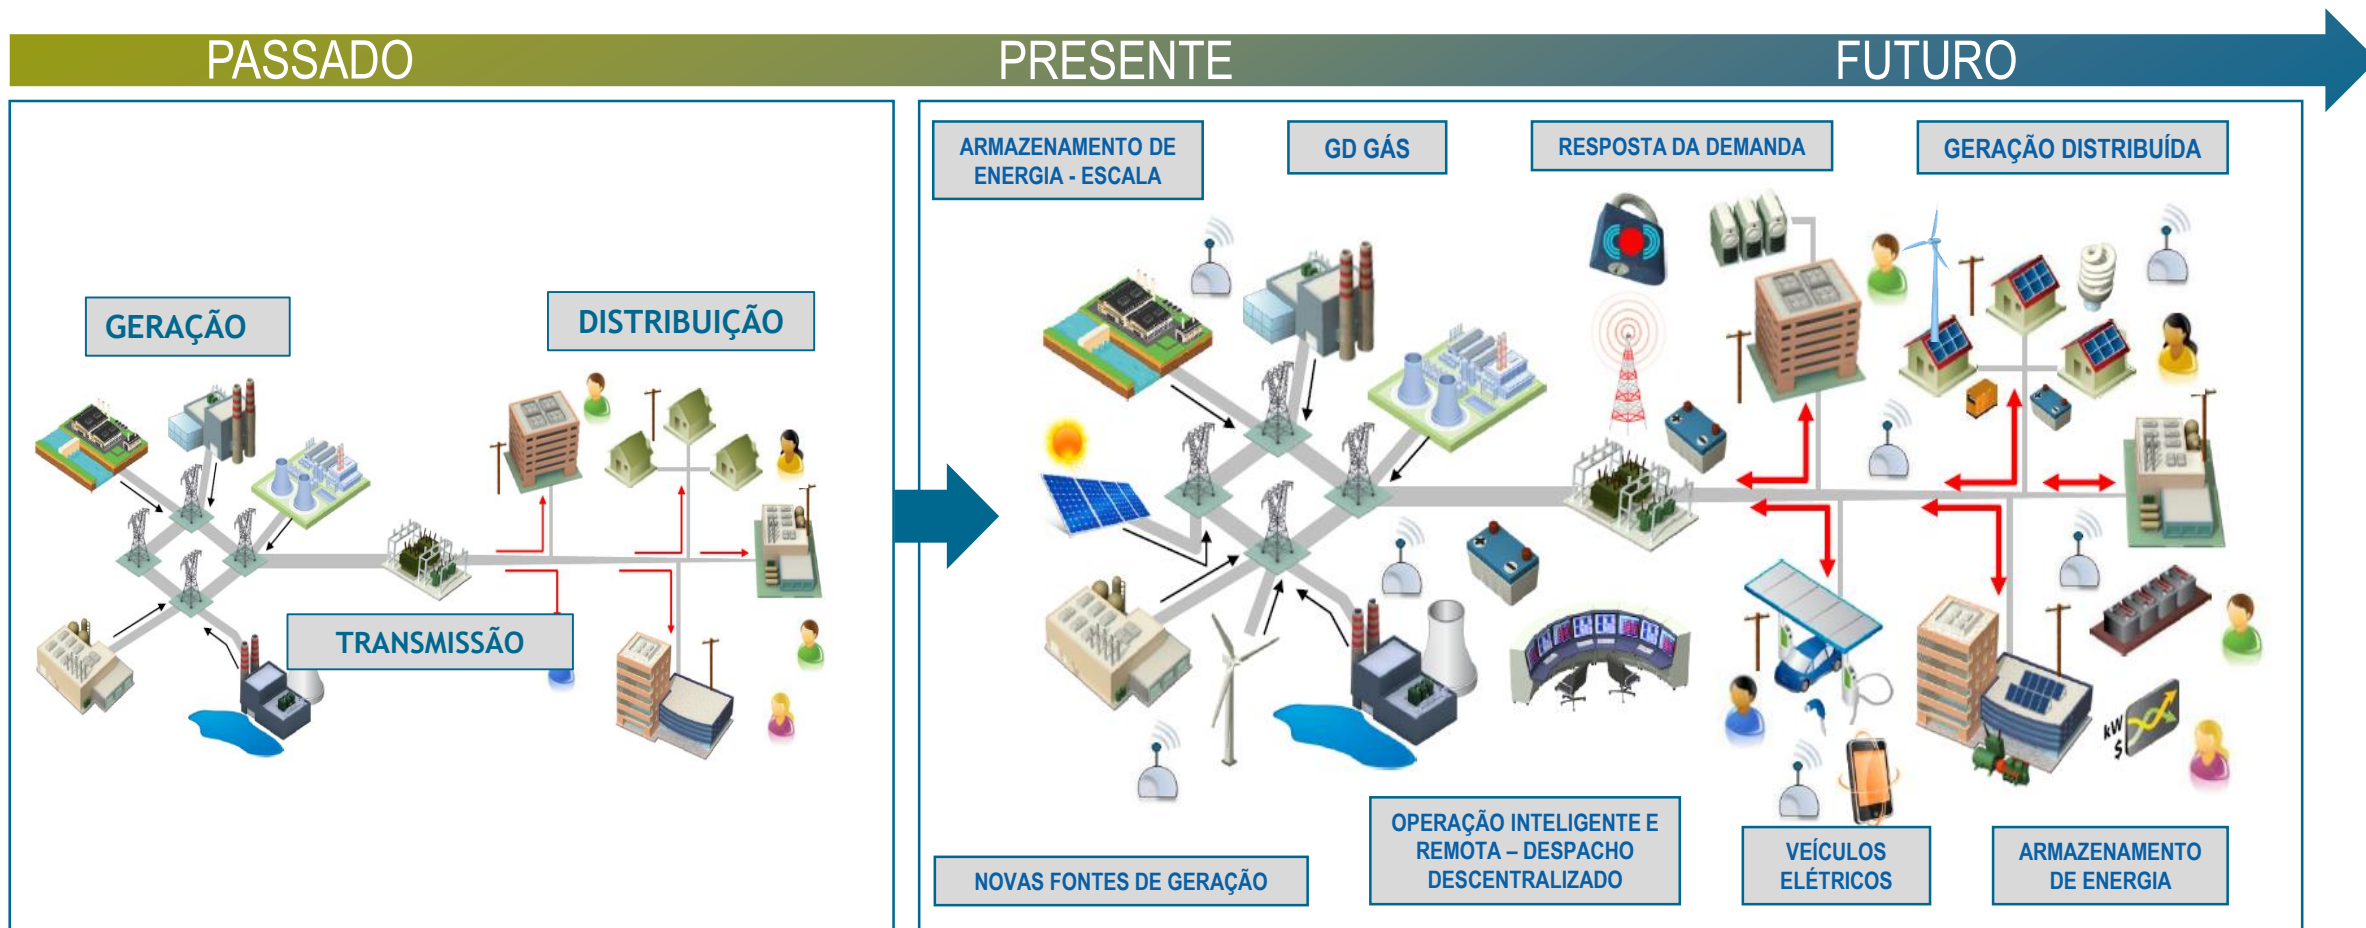 PASSADO
PRESENTE
FUTURO
GERAÇÃO
DISTRIBUIÇÃO
TRANSMISSÃO
ARMAZENAMENTO DE
ENERGIA - ESCALA
GD GÁS
RESPOSTA DA DEMANDA
GERAÇÃO DISTRIBUÍDA
kW
$
NOVAS FONTES DE GERAÇÃO
OPERAÇÃO INTELIGENTE E
REMOTA – DESPACHO
DESCENTRALIZADO
VEÍCULOS
ELÉTRICOS
ARMAZENAMENTO
DE ENERGIA